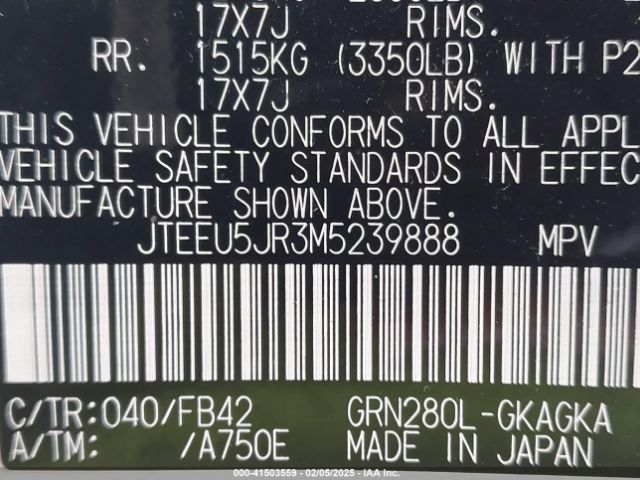 17X7J RIMS.
RR. 1515KG (3350LB) WITH P2
17X7J RIMS.
THIS VEHICLE CONFORMS TO ALL APPL
VEHICLE SAFETY STANDARDS IN EFFEC
MANUFACTURE SHOWN ABOVE.
JTEEU5JR3M5239888 MPV
C/TR:040/FB42 GRN280L-GKAGKA
A/TM: /A750E MADE IN JAPAN
000-41503559 - 02/05/2025 - IAA Inc.